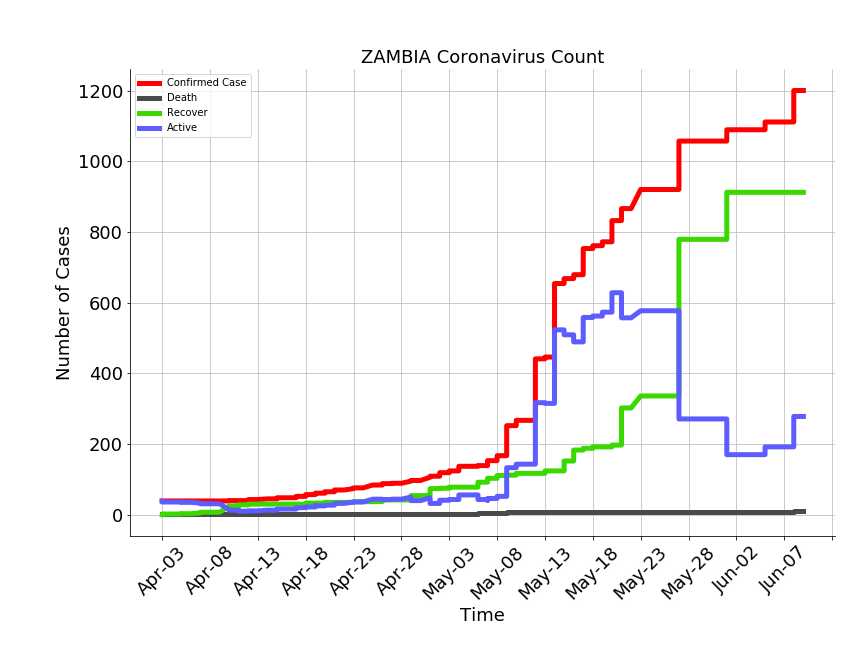 ZAMBIA Coronavirus Count
Confirmed Case
Death
Recover
Active
1200
1000
800
600
400
200
0
Number of Cases
Apr-03
Apr-08
Apr-13
Apr-18
Apr-23
Apr-28
May-03
May-08
May-13
May-18
May-23
May-28
Jun-02
Jun-07
Time